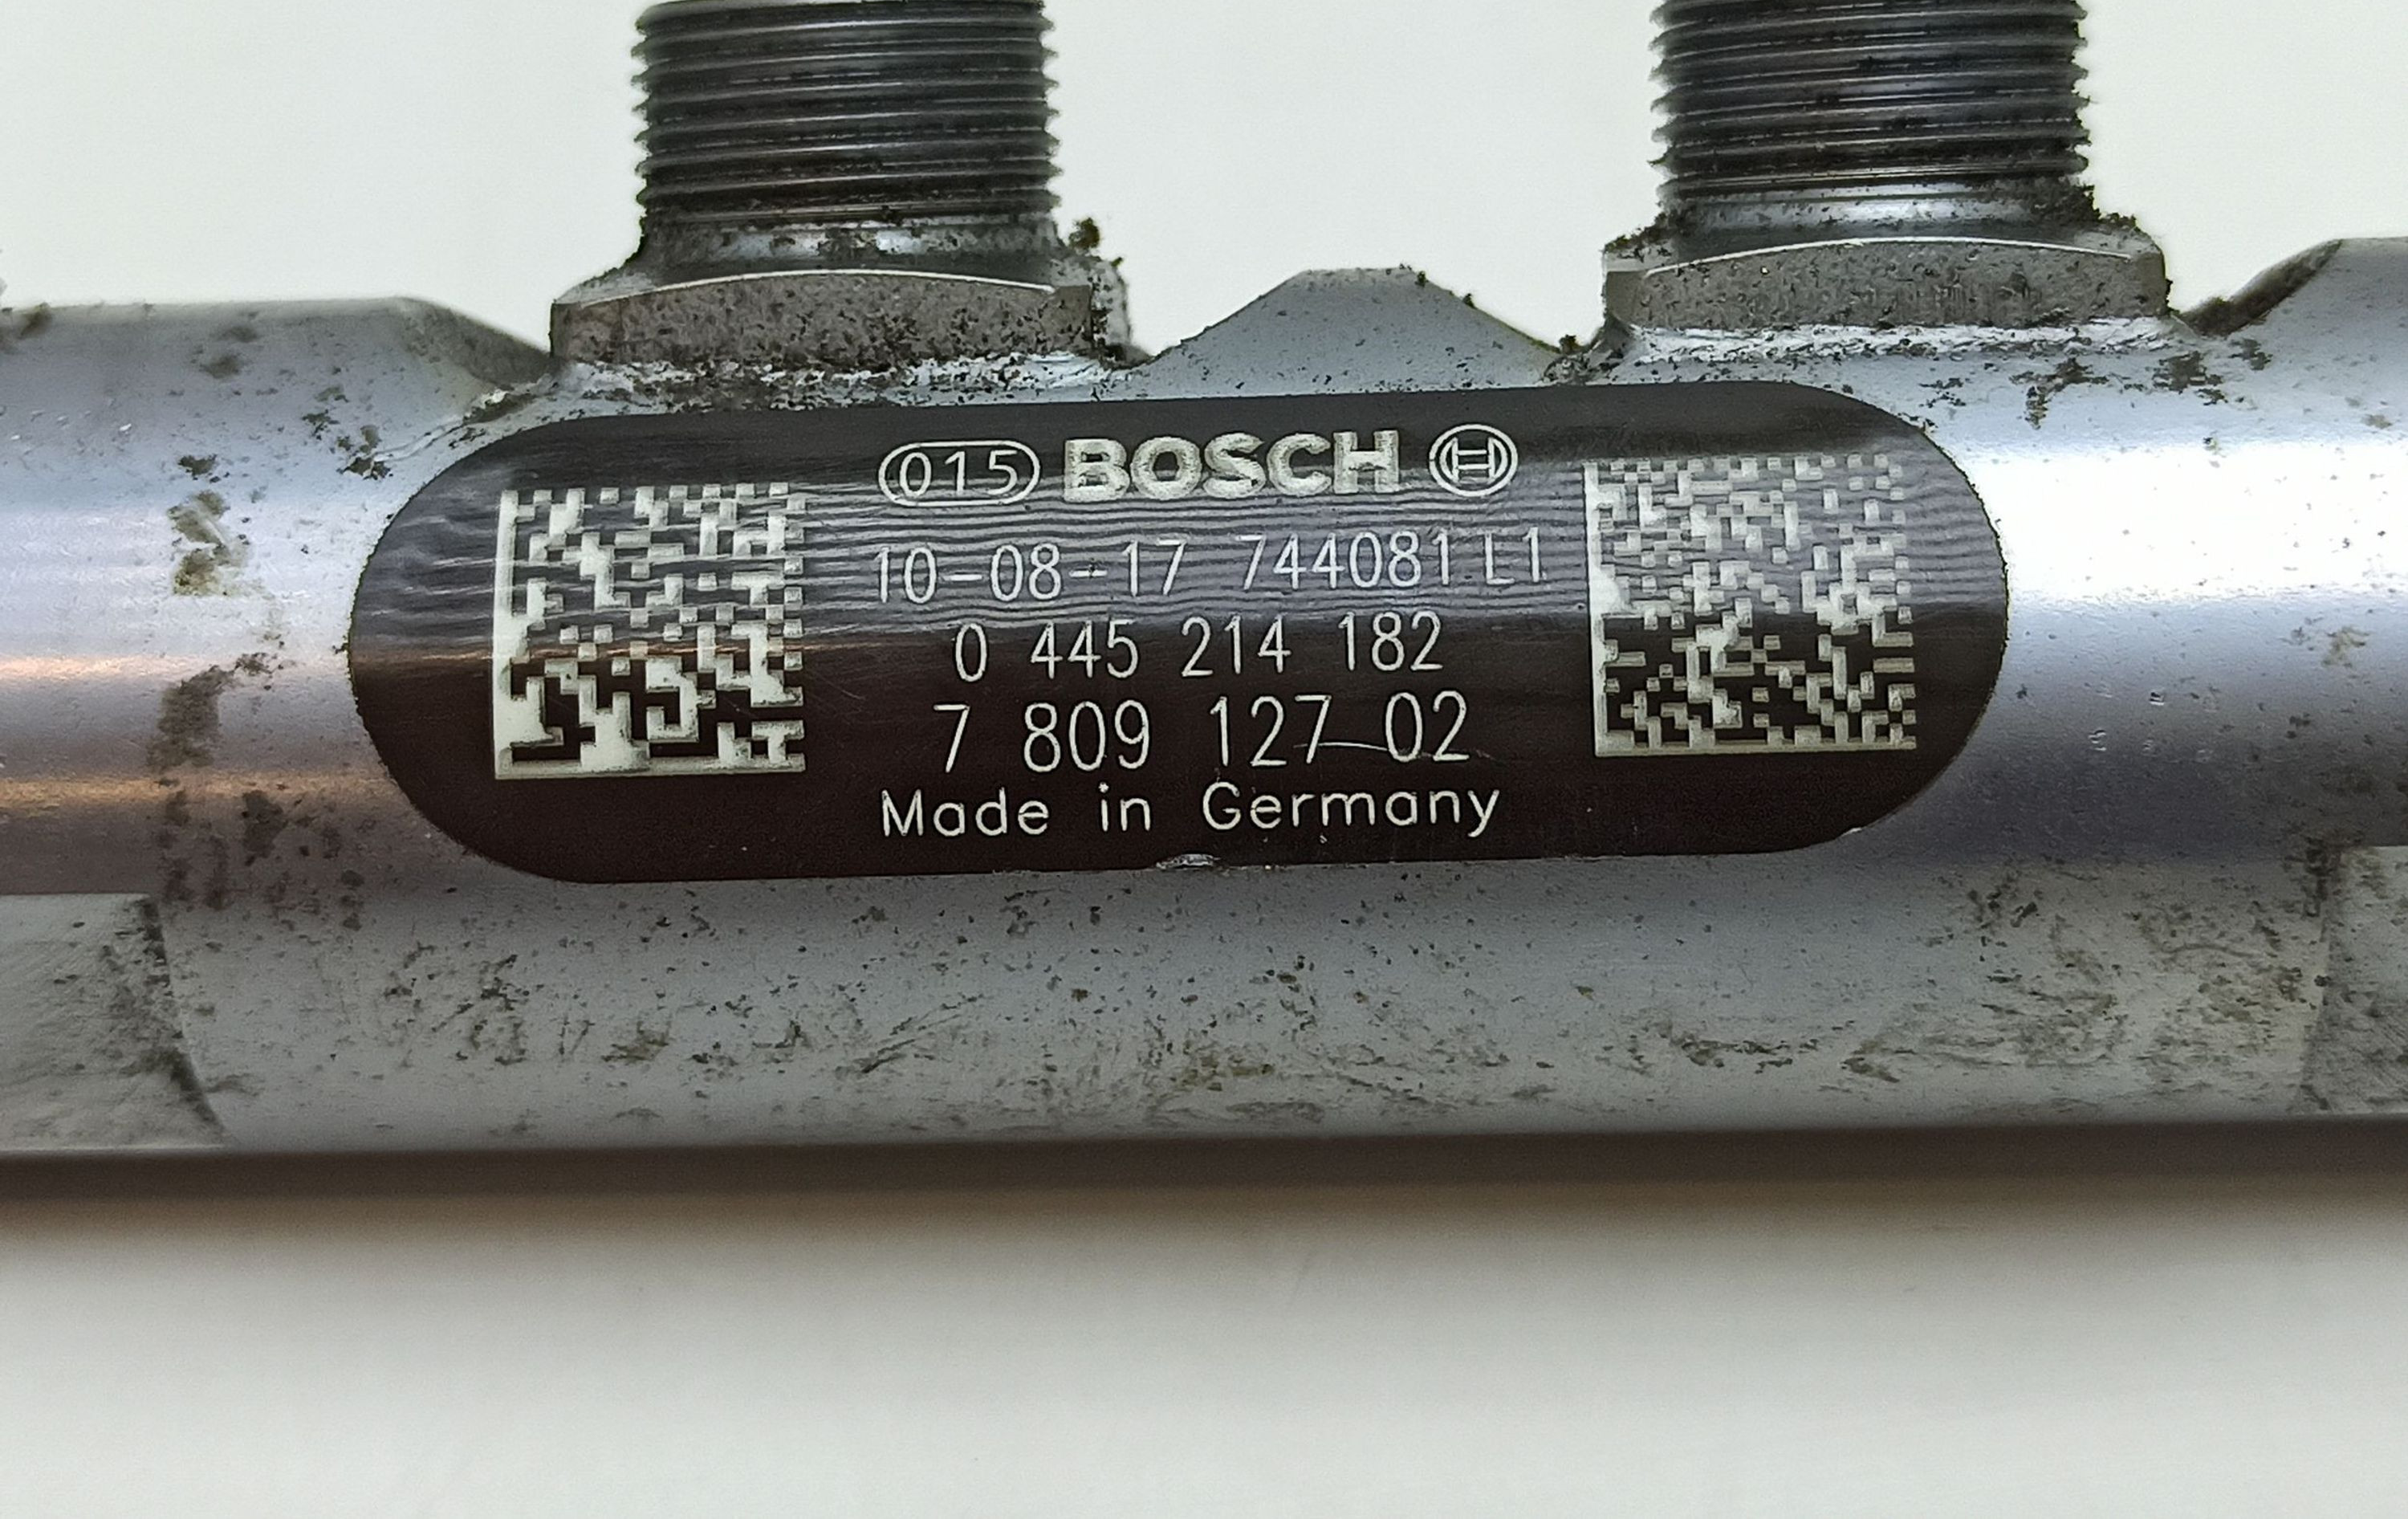 015 BOSCH
10-08-17 744081 L1
0 445 214 182
7 809 127 02
Made in Germany